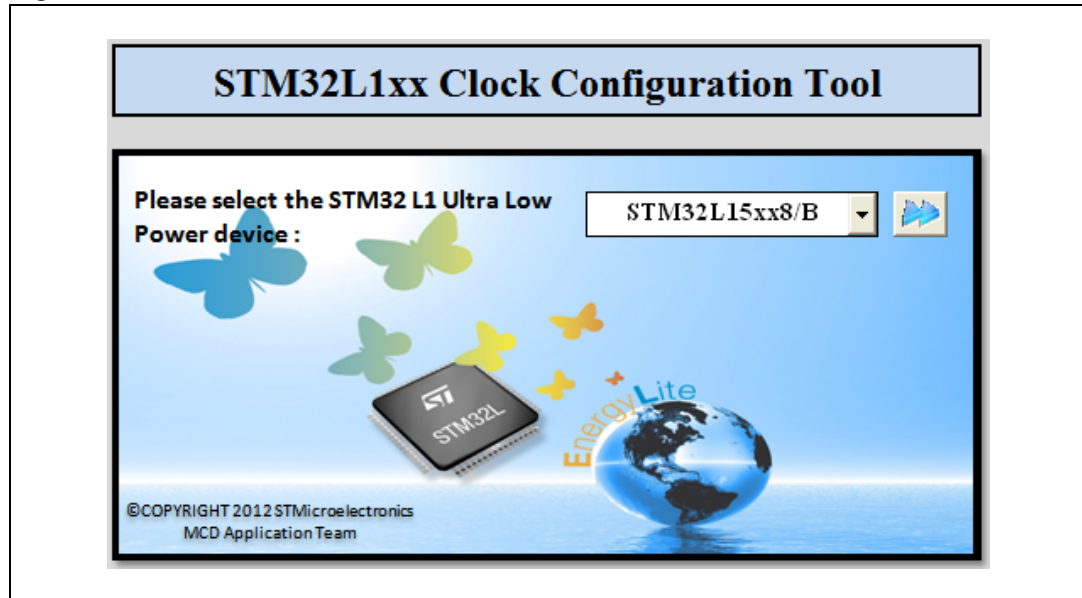 STM32L1xx Clock Configuration Tool
Please select the STM32 L1 Ultra Low
Power device :
STM32L15xx8/B
ST
STM32L
EnergyLite
©COPYRIGHT 2012 STMicroelectronics
MCD Application Team